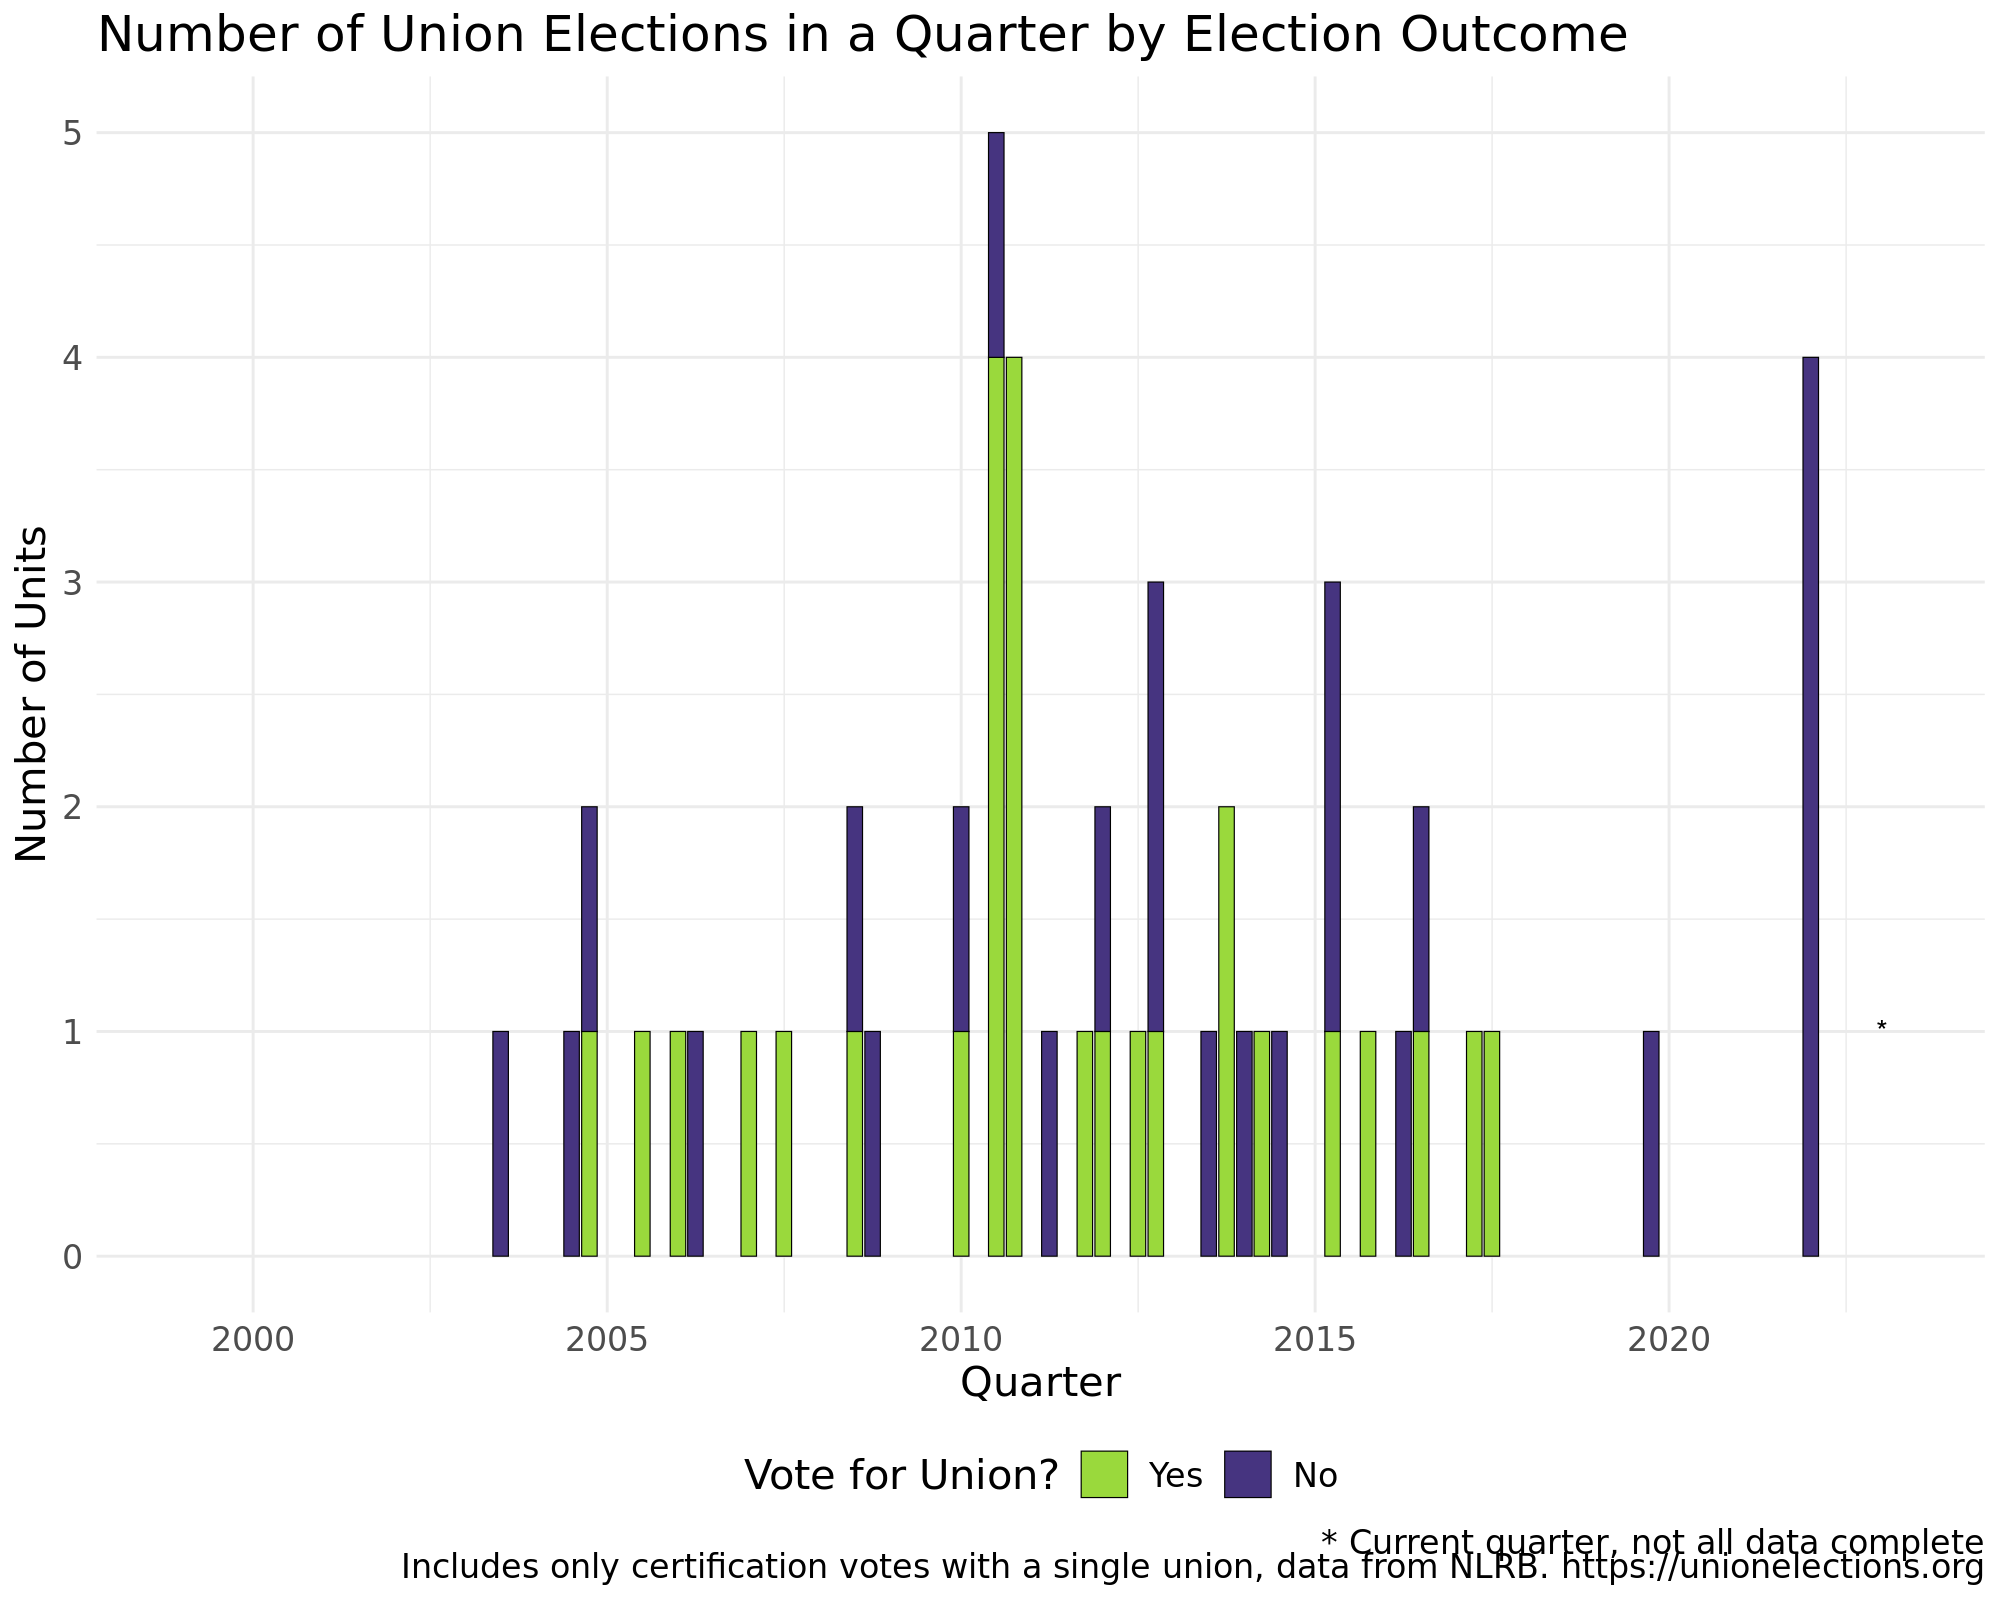 Number of Union Elections in a Quarter by Election Outcome
5
4
3
2
1
0
Number of Units
*
2000 2005 2010 2015 2020
Quarter
Vote for Union? Yes No
* Current quarter, not all data complete
Includes only certification votes with a single union, data from NLRB. https://unionelections.org